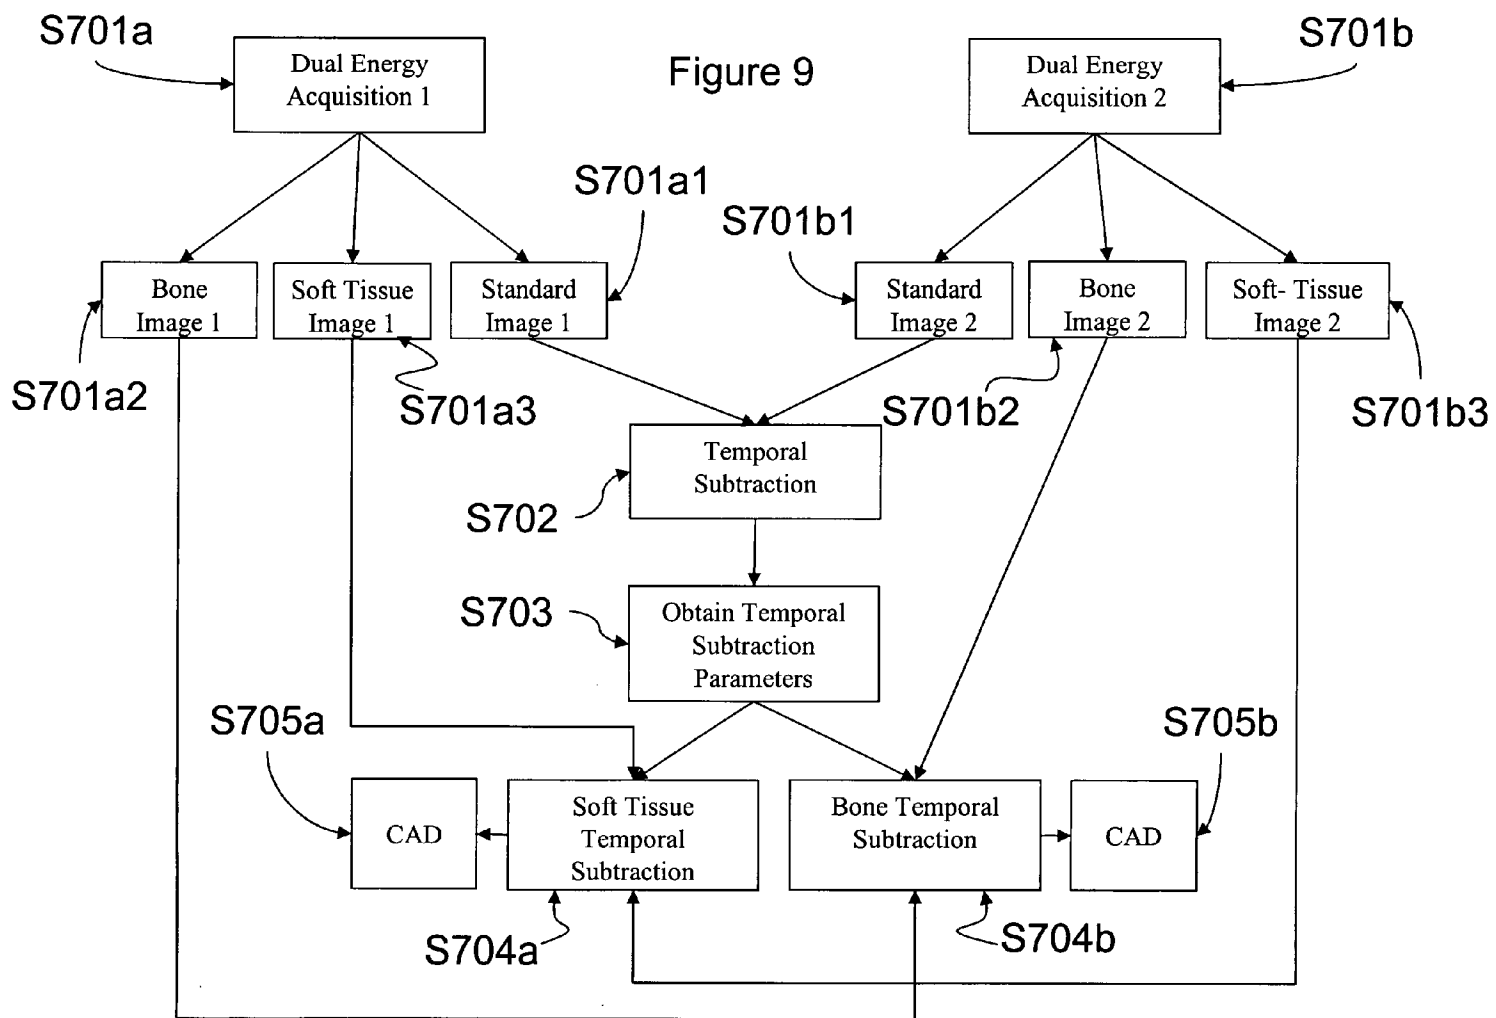 S701a
Dual Energy
Acquisition 1
Figure 9
Dual Energy
Acquisition 2
S701b
S701a1
S701b1
Bone
Image 1
Soft Tissue
Image 1
Standard
Image 1
Standard
Image 2
Bone
Image 2
Soft- Tissue
Image 2
S701a2
S701a3
S701b2
S701b3
Temporal
Subtraction
S702
S703
Obtain Temporal
Subtraction
Parameters
S705a
S705b
CAD
Soft Tissue
Temporal
Subtraction
Bone Temporal
Subtraction
CAD
S704a
S704b